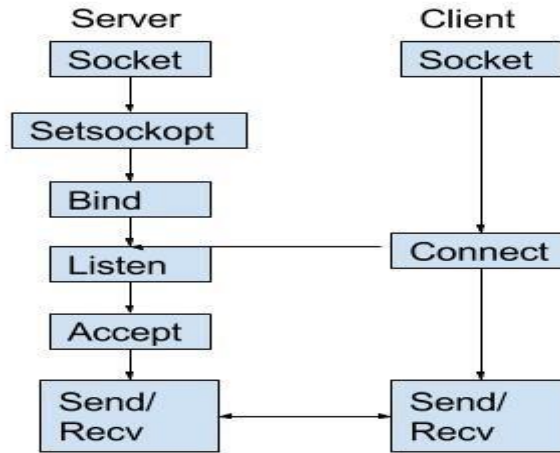 Server
Client
Socket
Socket
Setsockopt
Bind
Listen
Connect
Accept
Send/
Recv
Send/
Recv